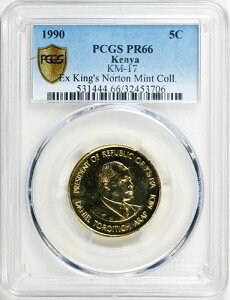 1990 PCGS PR66 5C
Kenya
KM-17
Ex King's Norton Mint Coll.
531444.66/32453706
PCGS
PRESIDENT OF REPUBLIC OF KENYA
DANIEL TOROITICH ARAP MOI